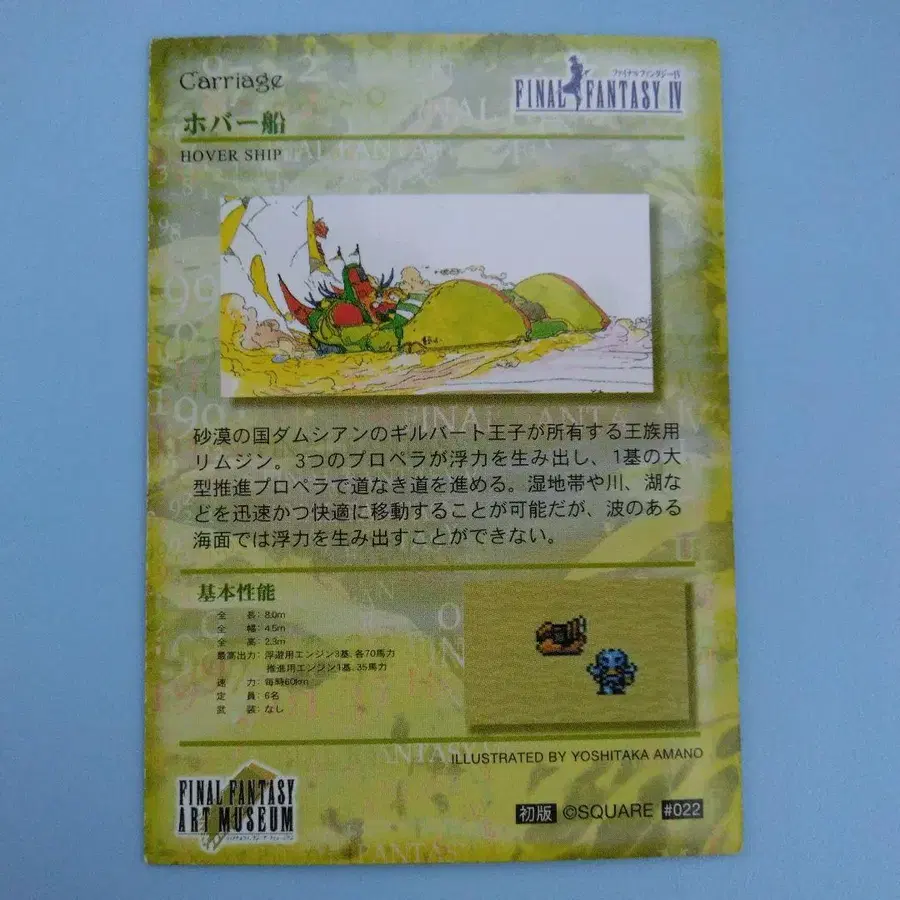 Carriage
ファイナルファンタジーIV
FINAL FANTASY IV
ホバー船
HOVER SHIP
砂漠の国ダムシアンのギルバート王子が所有する王族用
リムジン。3つのプロペラが浮力を生み出し、1基の大
型推進プロペラで道なき道を進める。湿地帯や川、湖な
どを迅速かつ快適に移動することが可能だが、波のある
海面では浮力を生み出すことができない。
基本性能
全 長: 8.0m
全 幅: 4.5m
全 高: 2.3m
最高出力: 浮遊用エンジン3基、各70馬力
推進用エンジン1基、35馬力
速 力: 毎時60km
定 員: 6名
武 装: なし
ILLUSTRATED BY YOSHITAKA AMANO
FINAL FANTASY
ART MUSEUM
初版 ©SQUARE #022